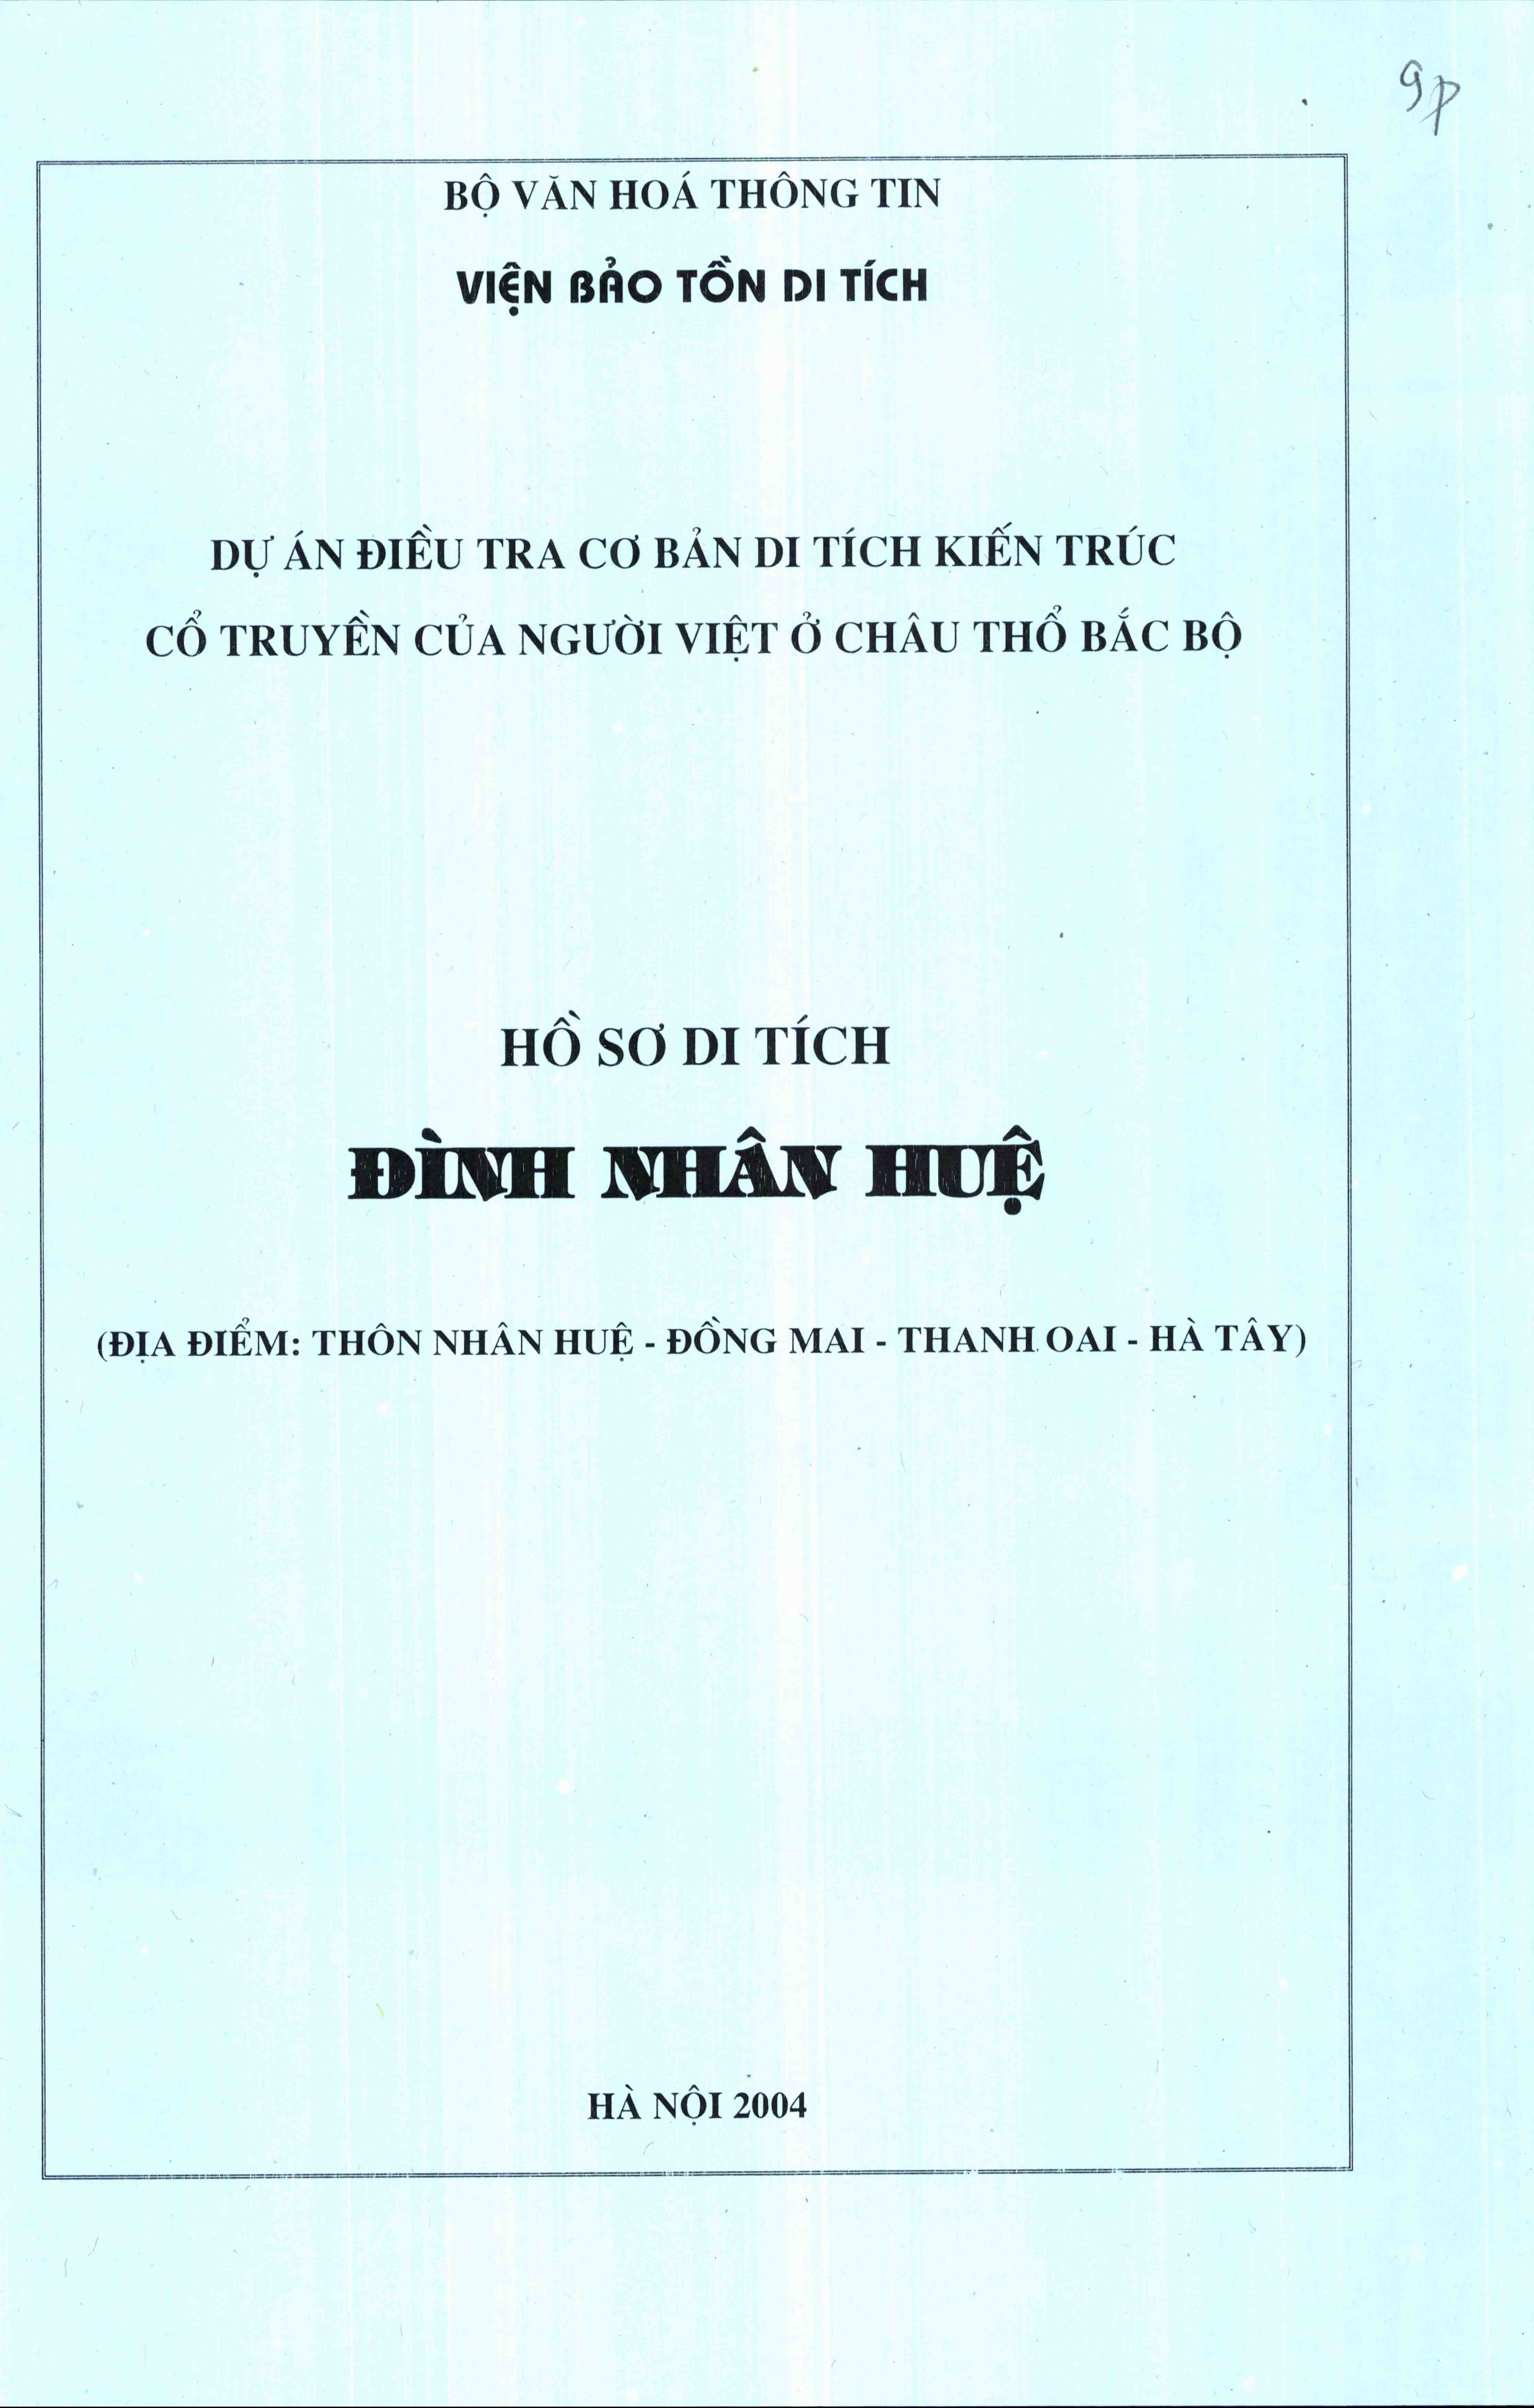 9p
BỘ VĂN HOÁ THÔNG TIN
VIỆN BẢO TỒN DI TÍCH
DỰ ÁN ĐIỀU TRA CƠ BẢN DI TÍCH KIẾN TRÚC
CỔ TRUYỀN CỦA NGƯỜI VIỆT Ở CHÂU THỔ BẮC BỘ
HỒ SƠ DI TÍCH
ĐÌNH NHÂN HUỆ
(ĐỊA ĐIỂM: THÔN NHÂN HUỆ - ĐỒNG MAI - THANH OAI - HÀ TÂY)
HÀ NỘI 2004